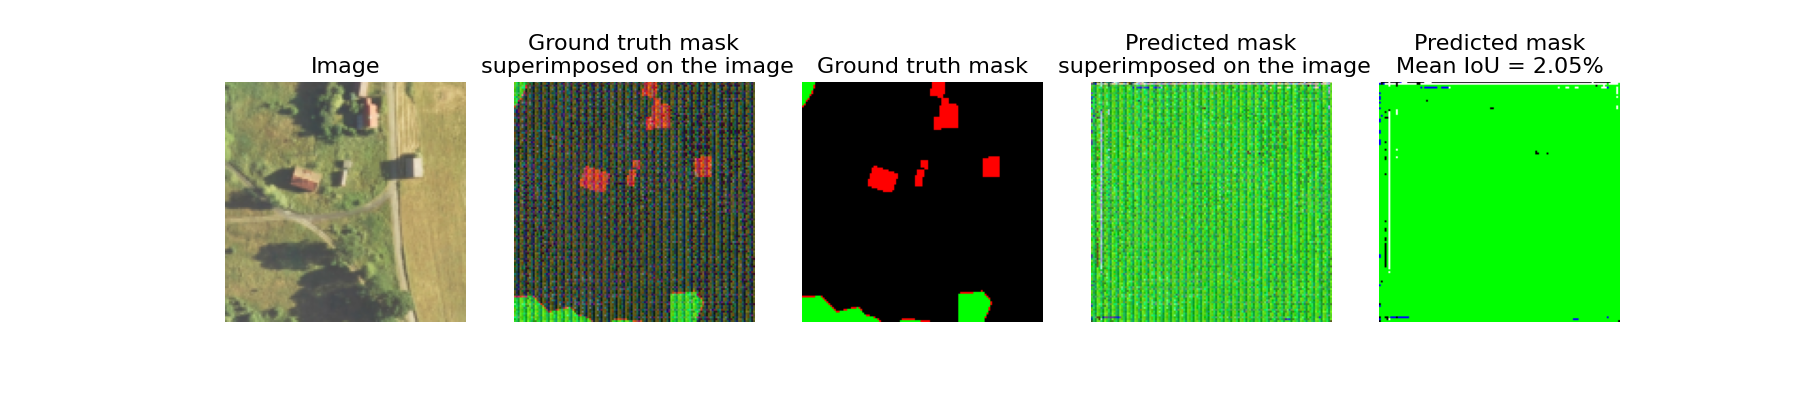 Image
Ground truth mask
superimposed on the image
Ground truth mask
Predicted mask
superimposed on the image
Predicted mask
Mean IoU = 2.05%